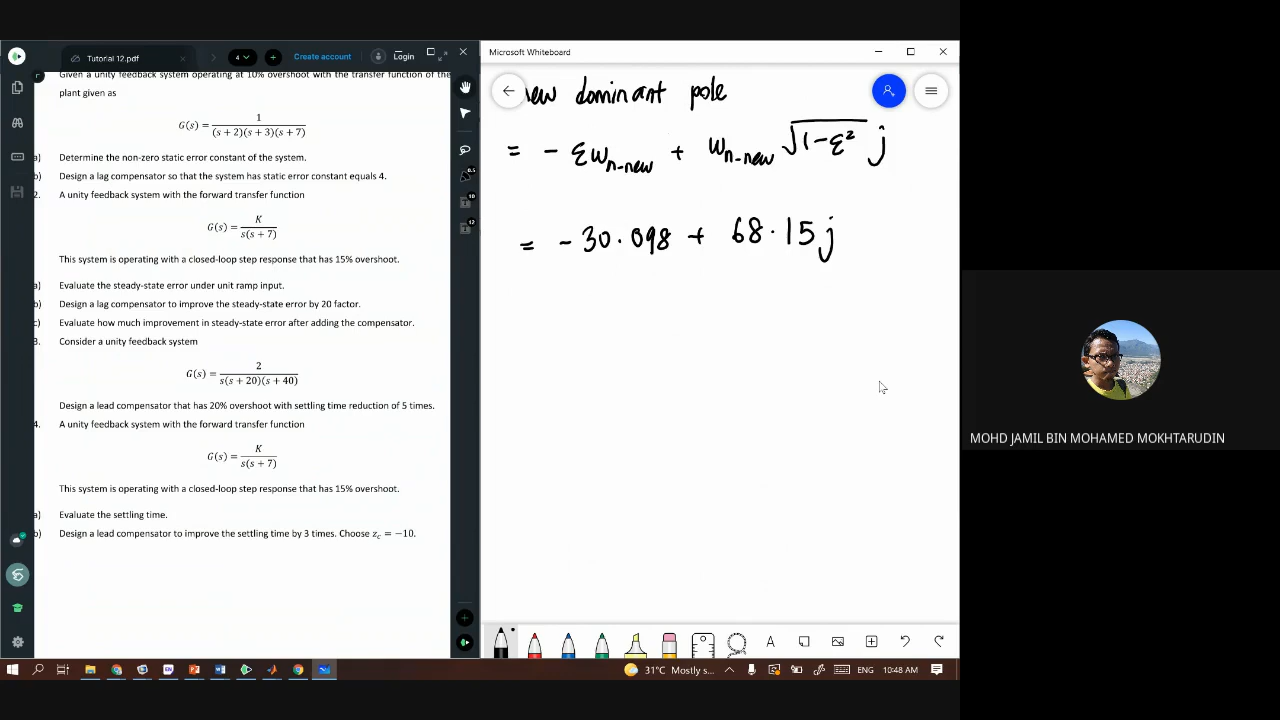 Tutorial 12.pdf
4
Create account
Login
Given a unity feedback system operating at 10% overshoot with the transfer function of the
plant given as
G(s) = 1 / (s + 2)(s + 3)(s + 7)
a) Determine the non-zero static error constant of the system.
b) Design a lag compensator so that the system has static error constant equals 4.
2. A unity feedback system with the forward transfer function
G(s) = K / s(s + 7)
This system is operating with a closed-loop step response that has 15% overshoot.
a) Evaluate the steady-state error under unit ramp input.
b) Design a lag compensator to improve the steady-state error by 20 factor.
c) Evaluate how much improvement in steady-state error after adding the compensator.
3. Consider a unity feedback system
G(s) = 2 / s(s + 20)(s + 40)
Design a lead compensator that has 20% overshoot with settling time reduction of 5 times.
4. A unity feedback system with the forward transfer function
G(s) = K / s(s + 7)
This system is operating with a closed-loop step response that has 15% overshoot.
a) Evaluate the settling time.
b) Design a lead compensator to improve the settling time by 3 times. Choose z_c = −10.
Microsoft Whiteboard
new dominant pole
= - ξω_n-new + ω_n-new √1-ξ² j
= - 30.098 + 68.15j
MOHD JAMIL BIN MOHAMED MOKHTARUDIN
31°C Mostly s...
ENG
10:48 AM